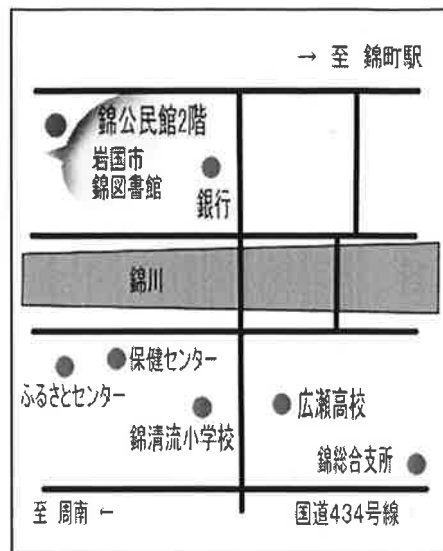 → 至 錦町駅
錦公民館2階
岩国市
錦図書館
銀行
錦川
保健センター
ふるさとセンター
錦清流小学校
広瀬高校
錦総合支所
至 周南 ←
国道434号線